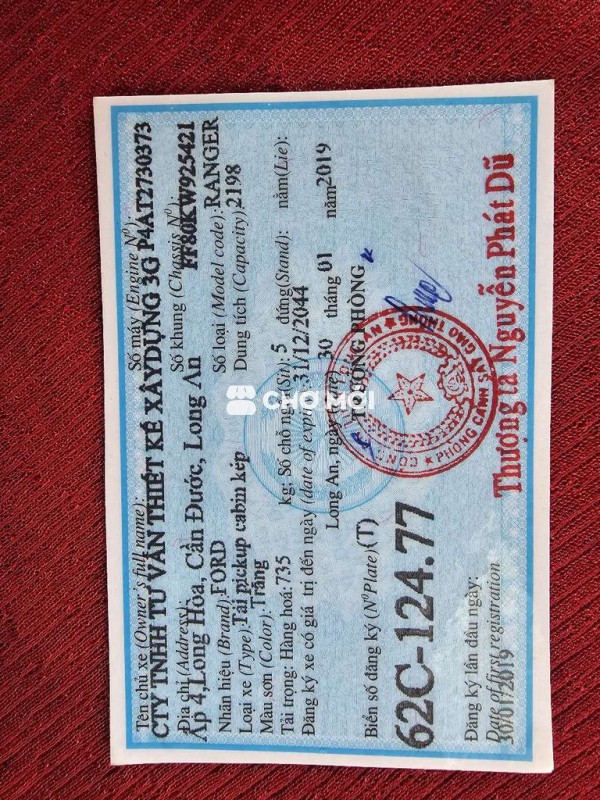 Tên chủ xe (Owner's full name): Số máy (Engine Nº):
CTY TNHH TƯ VẤN THIẾT KẾ XÂYDỰNG 3G P4AT2730373
Địa chỉ (Address): Số khung (Chassis Nº):
Ấp 4,Long Hòa, Cần Đước, Long An FF80KW925421
Nhãn hiệu (Brand): FORD Số loại (Model code): RANGER
Loại xe (Type): Tải pickup cabin kép Dung tích (Capacity): 2198
Màu sơn (Color): Trắng
Tải trọng: Hàng hoá: 735 kg; Số chỗ ngồi(Sit): 5 đứng(Stand): nằm(Lie):
Đăng ký xe có giá trị đến ngày (date of expiry) 31/12/2044
Long An, ngày 30 tháng 01 năm 2019
Biển số đăng ký (NºPlate)(T)
TRƯỞNG PHÒNG
62C-124.77
CHỢ MỚI
PHÒNG CẢNH SÁT GIAO THÔNG
Đăng ký lần đầu ngày:
Date of first registration
30/01/2019
Thượng tá Nguyễn Phát Dũ